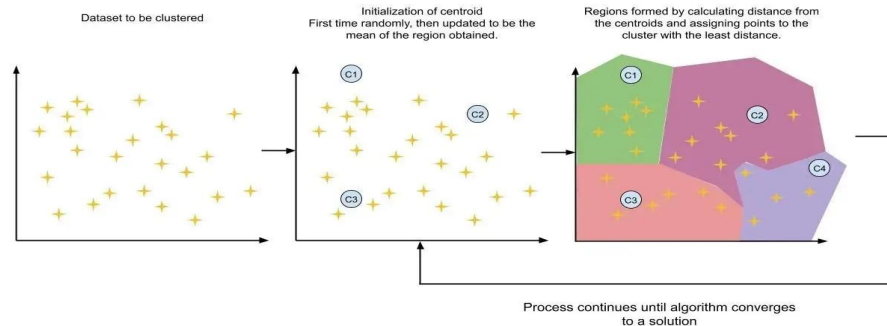 Dataset to be clustered
Initialization of centroid
First time randomly, then updated to be the
mean of the region obtained.
Regions formed by calculating distance from
the centroids and assigning points to the
cluster with the least distance.
C1
C2
C3
C1
C2
C3
C4
Process continues until algorithm converges
to a solution